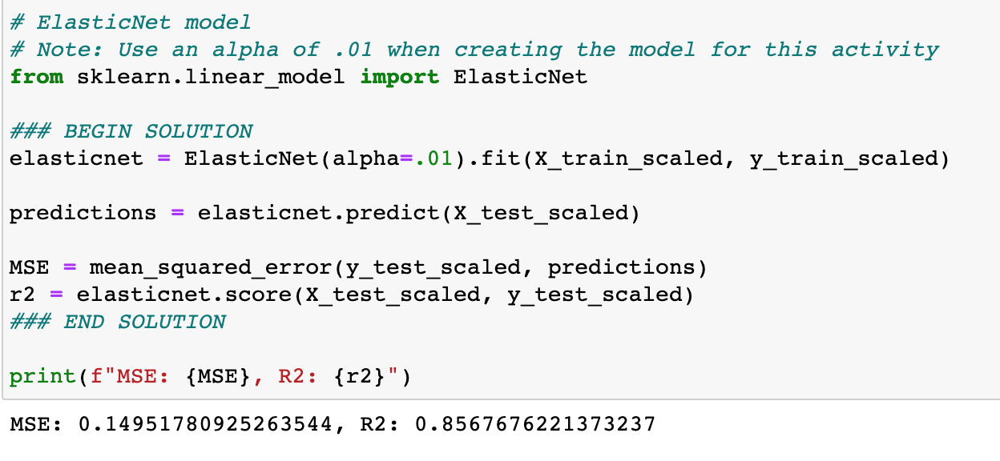 # ElasticNet model
# Note: Use an alpha of .01 when creating the model for this activity
from sklearn.linear_model import ElasticNet
### BEGIN SOLUTION
elasticnet = ElasticNet(alpha=.01).fit(X_train_scaled, y_train_scaled)
predictions = elasticnet.predict(X_test_scaled)
MSE = mean_squared_error(y_test_scaled, predictions)
r2 = elasticnet.score(X_test_scaled, y_test_scaled)
### END SOLUTION
print(f"MSE: {MSE}, R2: {r2}")
MSE: 0.14951780925263544, R2: 0.8567676221373237